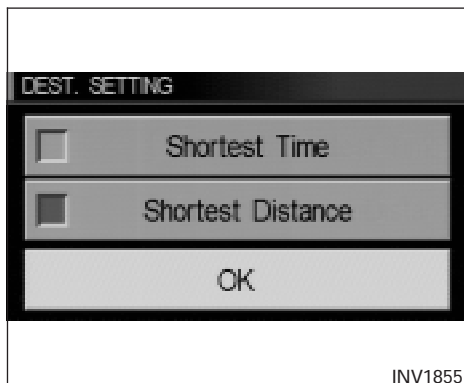 DEST. SETTING
Shortest Time
Shortest Distance
OK
INV1855